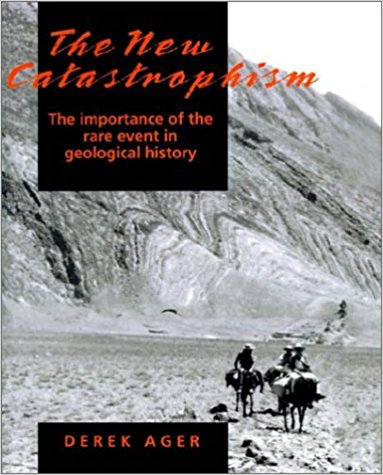 The New
Catastrophism
The importance of the
rare event in
geological history
DEREK AGER